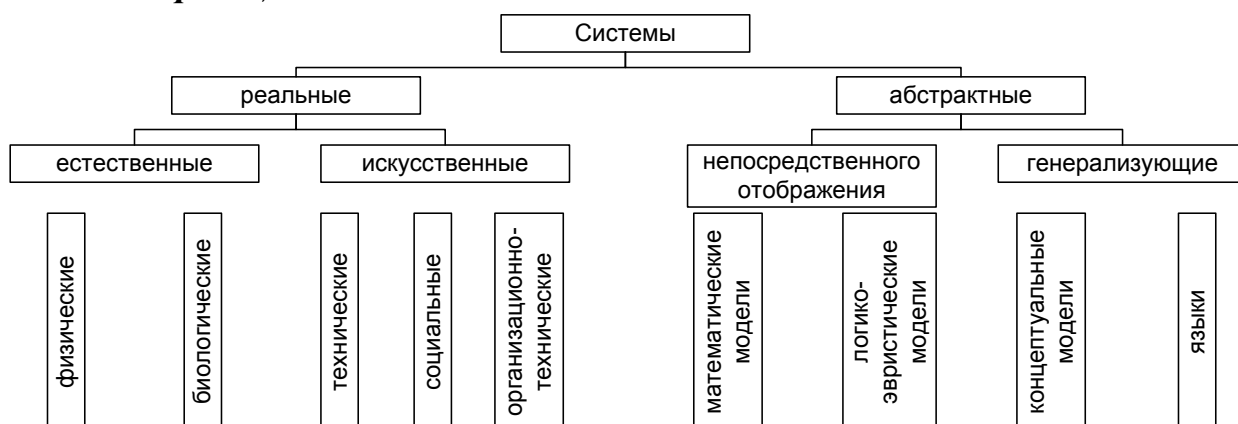 Системы
реальные
абстрактные
естественные
искусственные
непосредственного
отображения
генерализующие
физические
биологические
технические
социальные
организационно-
технические
математические
модели
логико-
эвристические
модели
концептуальные
модели
языки